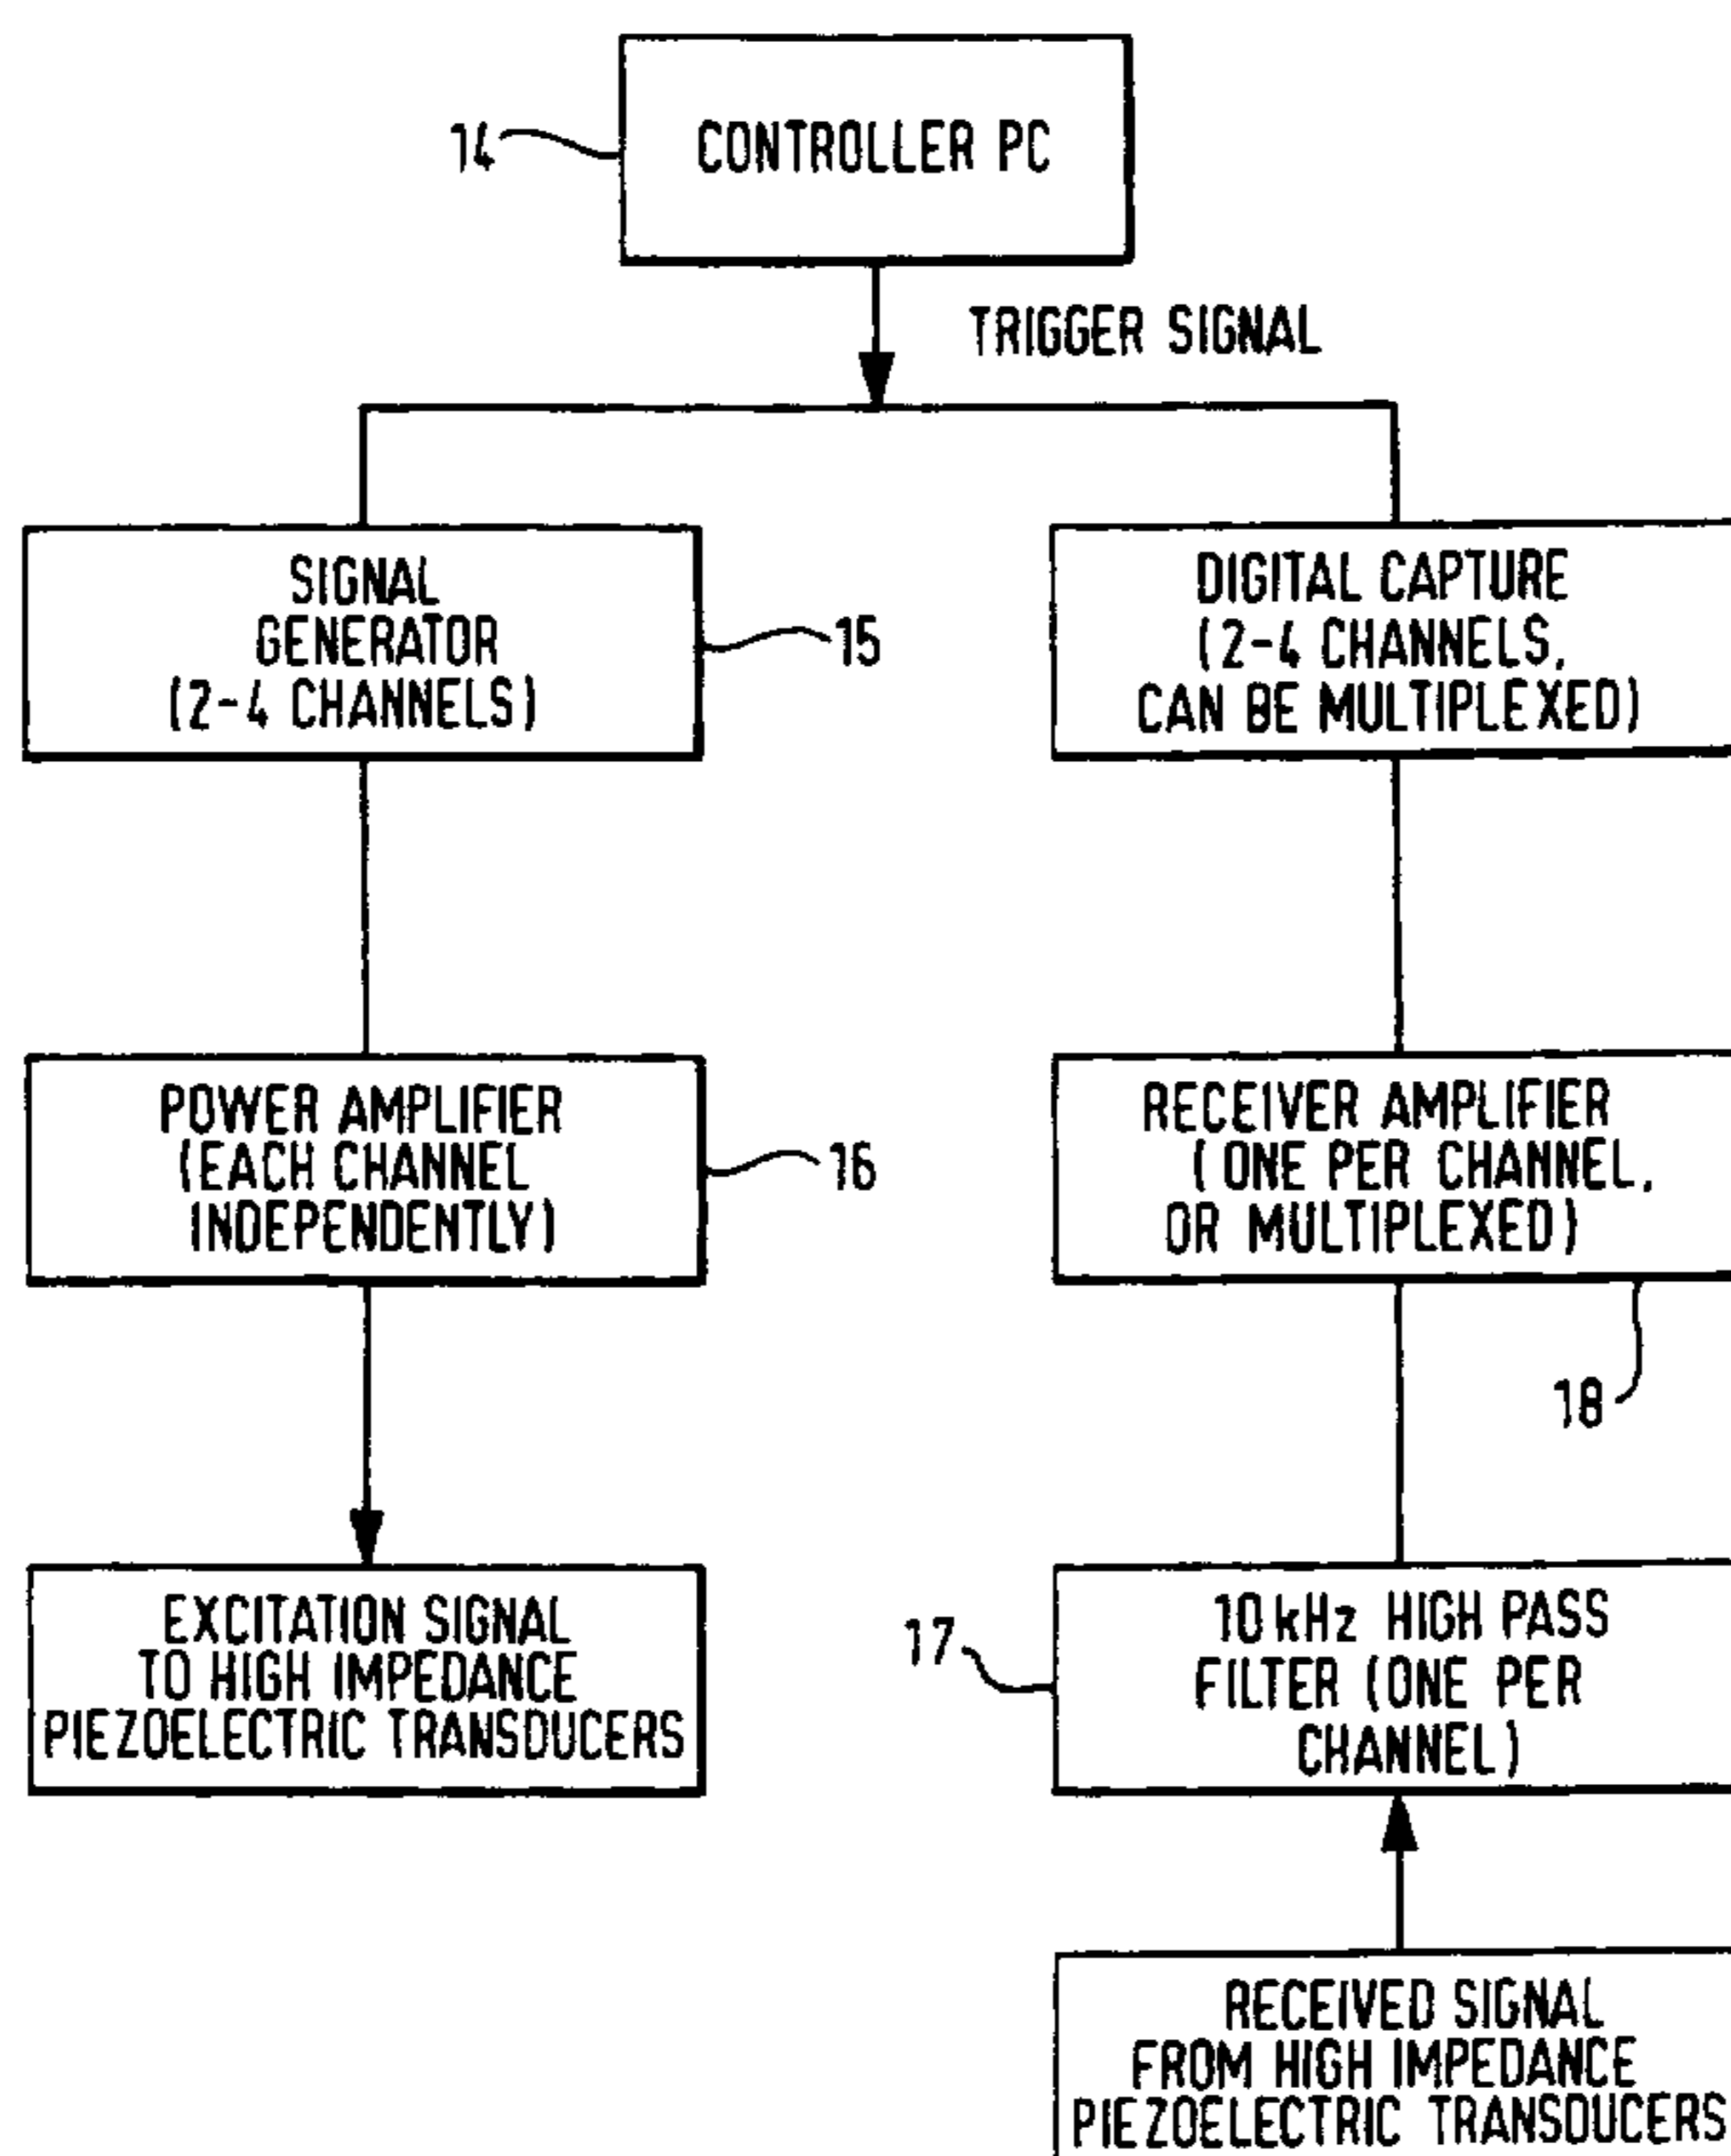 14
CONTROLLER PC
TRIGGER SIGNAL
SIGNAL
GENERATOR
(2-4 CHANNELS)
15
DIGITAL CAPTURE
(2-4 CHANNELS,
CAN BE MULTIPLEXED)
POWER AMPLIFIER
(EACH CHANNEL
INDEPENDENTLY)
16
RECEIVER AMPLIFIER
(ONE PER CHANNEL,
OR MULTIPLEXED)
18
EXCITATION SIGNAL
TO HIGH IMPEDANCE
PIEZOELECTRIC TRANSDUCERS
17
10 kHz HIGH PASS
FILTER (ONE PER
CHANNEL)
RECEIVED SIGNAL
FROM HIGH IMPEDANCE
PIEZOELECTRIC TRANSDUCERS